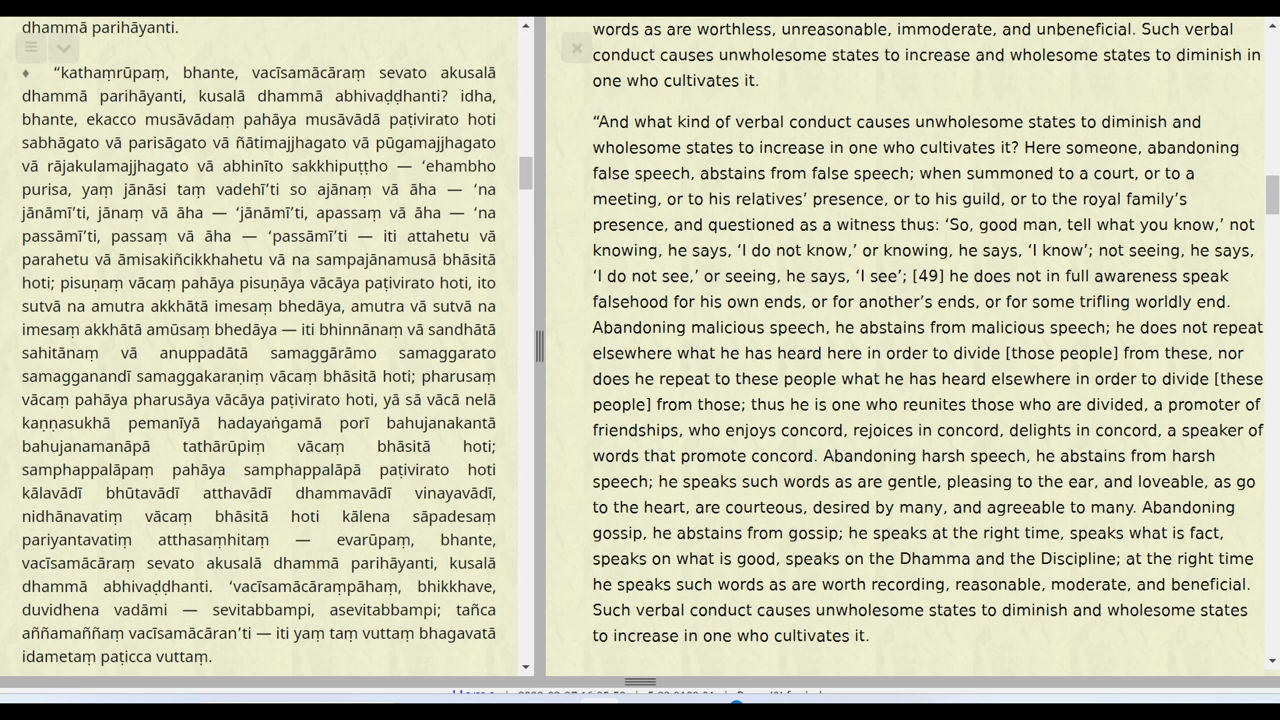 dhammā parihāyanti.
♦ “kathaṃrūpaṃ, bhante, vacīsamācāraṃ sevato akusalā
dhammā parihāyanti, kusalā dhammā abhivaḍḍhanti? idha,
bhante, ekacco musāvādaṃ pahāya musāvādā paṭivirato hoti
sabhāgato vā parisāgato vā ñātimajjhagato vā pūgamajjhagato
vā rājakulamajjhagato vā abhinīto sakkhipuṭṭho — ‘ehambho
purisa, yaṃ jānāsi taṃ vadehī’ti so ajānaṃ vā āha — ‘na
jānāmī’ti, jānaṃ vā āha — ‘jānāmī’ti, apassaṃ vā āha — ‘na
passāmī’ti, passaṃ vā āha — ‘passāmī’ti — iti attahetu vā
parahetu vā āmisakiñcikkhahetu vā na sampajānamusā bhāsitā
hoti; pisuṇaṃ vācaṃ pahāya pisuṇāya vācāya paṭivirato hoti, ito
sutvā na amutra akkhātā imesaṃ bhedāya, amutra vā sutvā na
imesaṃ akkhātā amūsaṃ bhedāya — iti bhinnānaṃ vā sandhātā
sahitānaṃ vā anuppadātā samaggārāmo samaggarato
samagganandī samaggakaraṇiṃ vācaṃ bhāsitā hoti; pharusaṃ
vācaṃ pahāya pharusāya vācāya paṭivirato hoti, yā sā vācā nelā
kaṇṇasukhā pemanīyā hadayaṅgamā porī bahujanakantā
bahujanamanāpā tathārūpiṃ vācaṃ bhāsitā hoti;
samphappalāpaṃ pahāya samphappalāpā paṭivirato hoti
kālavādī bhūtavādī atthavādī dhammavādī vinayavādī,
nidhānavatiṃ vācaṃ bhāsitā hoti kālena sāpadesaṃ
pariyantavatiṃ atthasaṃhitaṃ — evarūpaṃ, bhante,
vacīsamācāraṃ sevato akusalā dhammā parihāyanti, kusalā
dhammā abhivaḍḍhanti. ‘vacīsamācāraṃpāhaṃ, bhikkhave,
duvidhena vadāmi — sevitabbampi, asevitabbampi; tañca
aññamaññaṃ vacīsamācāran’ti — iti yaṃ taṃ vuttaṃ bhagavatā
idametaṃ paṭicca vuttaṃ.
words as are worthless, unreasonable, immoderate, and unbeneficial. Such verbal
conduct causes unwholesome states to increase and wholesome states to diminish in
one who cultivates it.
“And what kind of verbal conduct causes unwholesome states to diminish and
wholesome states to increase in one who cultivates it? Here someone, abandoning
false speech, abstains from false speech; when summoned to a court, or to a
meeting, or to his relatives’ presence, or to his guild, or to the royal family’s
presence, and questioned as a witness thus: ‘So, good man, tell what you know,’ not
knowing, he says, ‘I do not know,’ or knowing, he says, ‘I know’; not seeing, he says,
‘I do not see,’ or seeing, he says, ‘I see’; [49] he does not in full awareness speak
falsehood for his own ends, or for another’s ends, or for some trifling worldly end.
Abandoning malicious speech, he abstains from malicious speech; he does not repeat
elsewhere what he has heard here in order to divide [those people] from these, nor
does he repeat to these people what he has heard elsewhere in order to divide [these
people] from those; thus he is one who reunites those who are divided, a promoter of
friendships, who enjoys concord, rejoices in concord, delights in concord, a speaker of
words that promote concord. Abandoning harsh speech, he abstains from harsh
speech; he speaks such words as are gentle, pleasing to the ear, and loveable, as go
to the heart, are courteous, desired by many, and agreeable to many. Abandoning
gossip, he abstains from gossip; he speaks at the right time, speaks what is fact,
speaks on what is good, speaks on the Dhamma and the Discipline; at the right time
he speaks such words as are worth recording, reasonable, moderate, and beneficial.
Such verbal conduct causes unwholesome states to diminish and wholesome states
to increase in one who cultivates it.